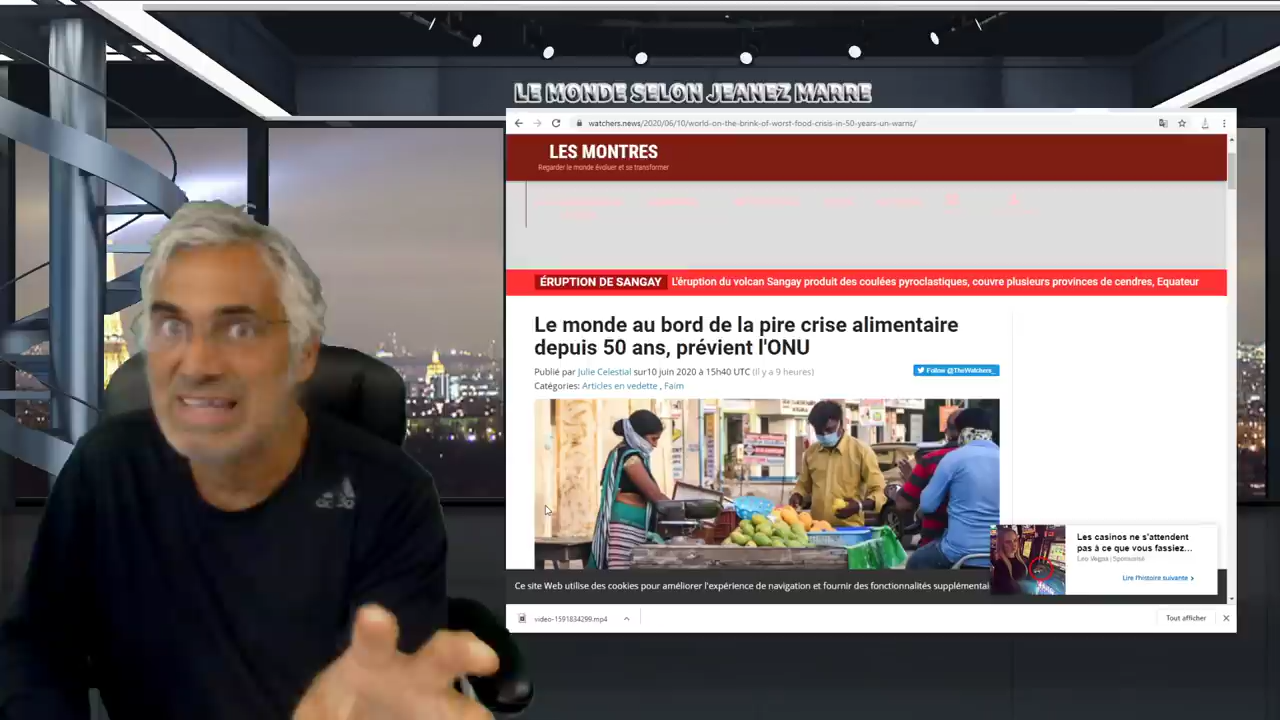 LE MONDE SELON JEANEZ MARRE
watchers.news/2020/06/10/world-on-the-brink-of-worst-food-crisis-in-50-years-un-warns/
LES MONTRES
Regarder le monde évoluer et se transformer
ÉRUPTION DE SANGAY L'éruption du volcan Sangay produit des coulées pyroclastiques, couvre plusieurs provinces de cendres, Equateur
Le monde au bord de la pire crise alimentaire
depuis 50 ans, prévient l'ONU
Publié par Julie Celestial sur10 juin 2020 à 15h40 UTC (Il y a 9 heures)
Follow @TheWatchers_
Catégories: Articles en vedette , Faim
adidas
Les casinos ne s'attendent
pas à ce que vous fassiez...
Leo Vegas | Sponsorisé
Lire l'histoire suivante >
Ce site Web utilise des cookies pour améliorer l'expérience de navigation et fournir des fonctionnalités supplémentai
video-1591834299.mp4
Tout afficher